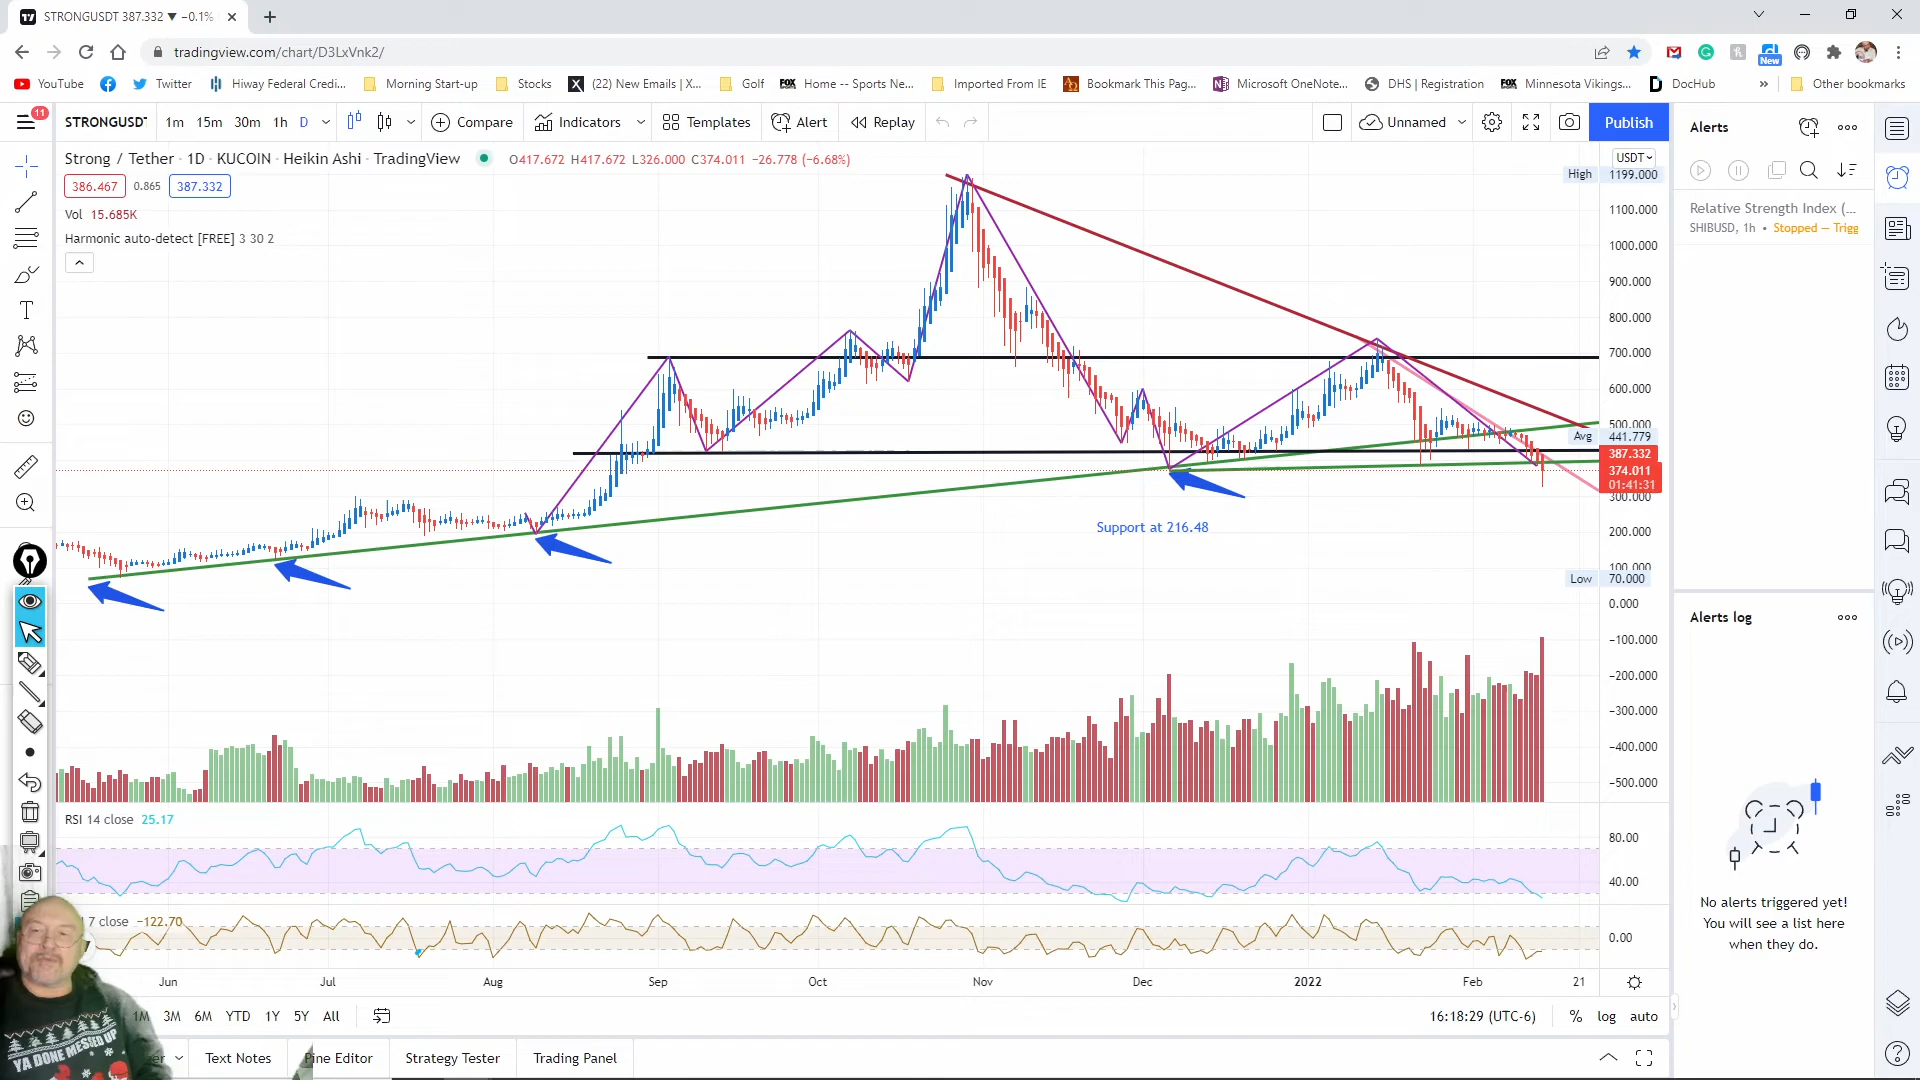 STRONGUSDT 387.332 ▼ −0.1%
tradingview.com/chart/D3LxVnk2/
New
YouTube Twitter Hiway Federal Credi... Morning Start-up Stocks (22) New Emails | X... Golf Home -- Sports Ne... Imported From IE Bookmark This Pag... Microsoft OneNote... DHS | Registration Minnesota Vikings,... DocHub » Other bookmarks
11 STRONGUSDT 1m 15m 30m 1h D Compare Indicators Templates Alert Replay Unnamed Publish
Alerts
Strong / Tether · 1D · KUCOIN · Heikin Ashi · TradingView O417.672 H417.672 L326.000 C374.011 −26.778 (−6.68%)
USDT
386.467 0.865 387.332
Vol 15.685K
Harmonic auto-detect [FREE] 3 30 2
High 1199.000
1100.000
1000.000
900.000
800.000
700.000
600.000
500.000
Avg 441.779
387.332
374.011
01:41:31
300.000
200.000
100.000
Low 70.000
0.000
−100.000
−200.000
−300.000
−400.000
−500.000
Support at 216.48
Relative Strength Index (...
SHIBUSD, 1h • Stopped — Trigg
Alerts log
No alerts triggered yet!
You will see a list here
when they do.
RSI 14 close 25.17
80.00
40.00
7 close −122.70
0.00
Jun Jul Aug Sep Oct Nov Dec 2022 Feb 21
1M 3M 6M YTD 1Y 5Y All
16:18:29 (UTC-6) % log auto
Text Notes Pine Editor Strategy Tester Trading Panel
YA DONE MESSED UP